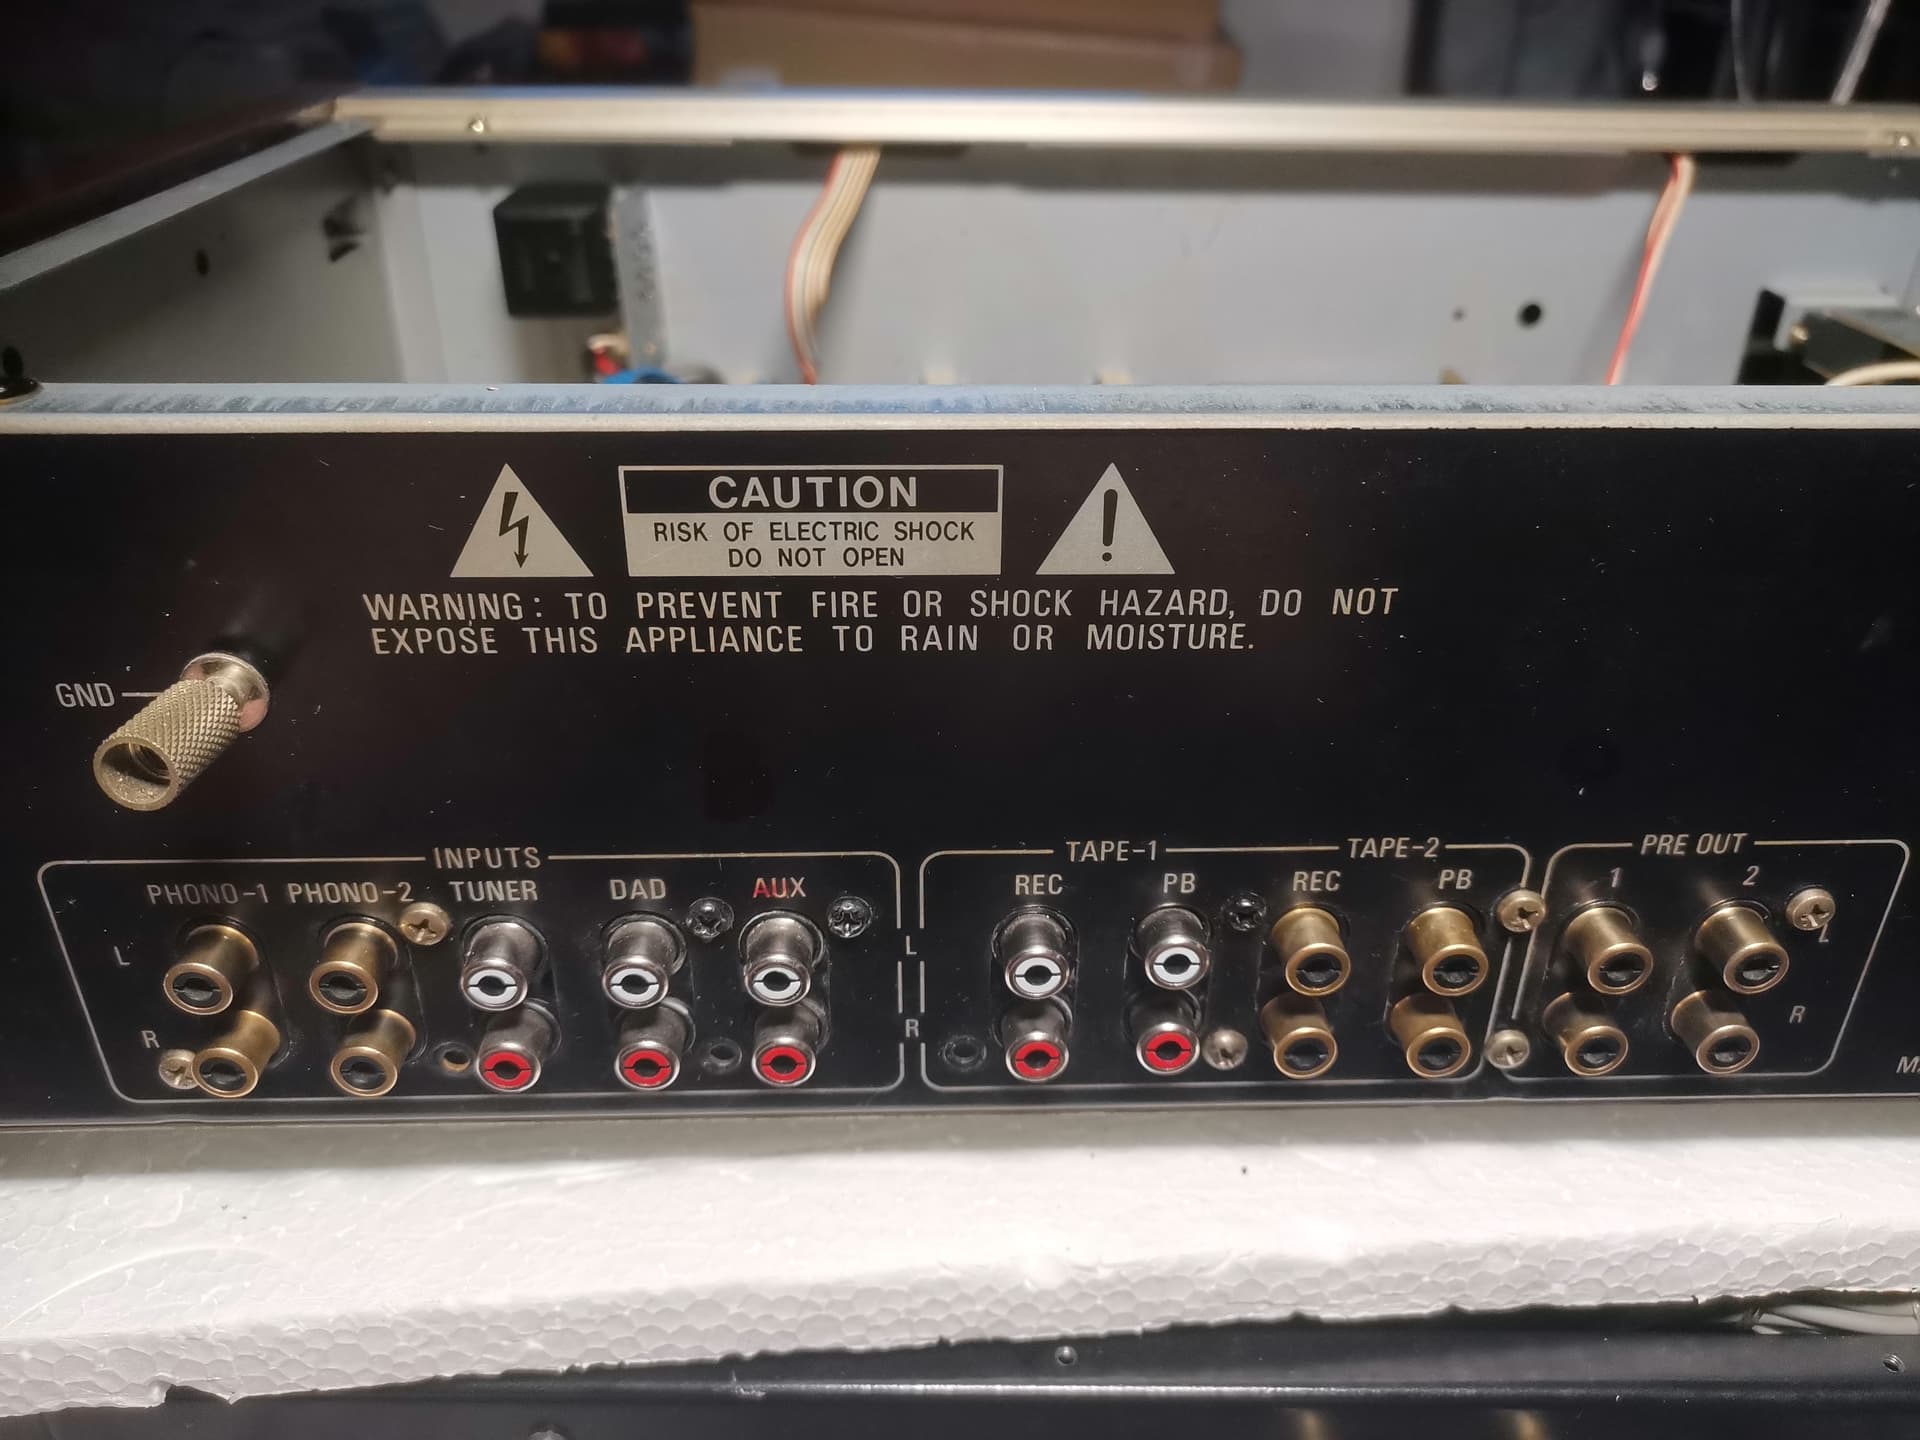 CAUTION
RISK OF ELECTRIC SHOCK
DO NOT OPEN
WARNING: TO PREVENT FIRE OR SHOCK HAZARD, DO NOT
EXPOSE THIS APPLIANCE TO RAIN OR MOISTURE.
GND
INPUTS
TAPE-1
TAPE-2
PRE OUT
PHONO-1 PHONO-2 TUNER DAD AUX
REC PB REC PB 1 2
L L L
R R R